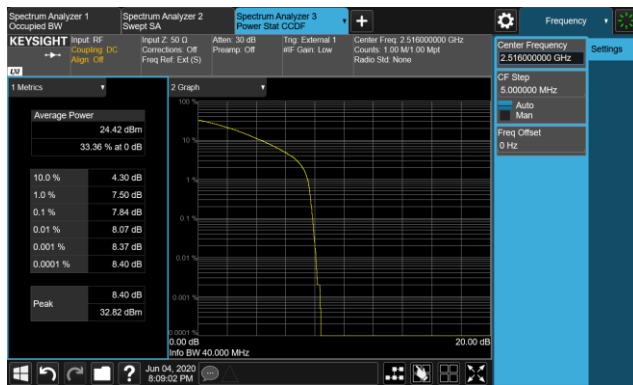 Spectrum Analyzer 1
Occupied BW
Spectrum Analyzer 2
Swept SA
Spectrum Analyzer 3
Power Stat CCDF
Frequency
KEYSIGHT
Input: RF
Coupling: DC
Align: Off
Input Z: 50 Ω
Corrections: Off
Freq Ref: Ext (S)
Atten: 30 dB
Preamp: Off
Trig: External 1
#IF Gain: Low
Center Freq: 2.516000000 GHz
Counts: 1.00 M/1.00 Mpt
Radio Std: None
LXI
Center Frequency
2.516000000 GHz
Settings
CF Step
5.000000 MHz
Auto
Man
Freq Offset
0 Hz
1 Metrics
Average Power
24.42 dBm
33.36 % at 0 dB
10.0 % 4.30 dB
1.0 % 7.50 dB
0.1 % 7.84 dB
0.01 % 8.07 dB
0.001 % 8.37 dB
0.0001 % 8.40 dB
Peak
8.40 dB
32.82 dBm
2 Graph
100 %
10 %
1 %
0.1 %
0.01 %
0.001 %
0.0001 %
0.00 dB
20.00 dB
Info BW 40.000 MHz
?
Jun 04, 2020
8:09:02 PM